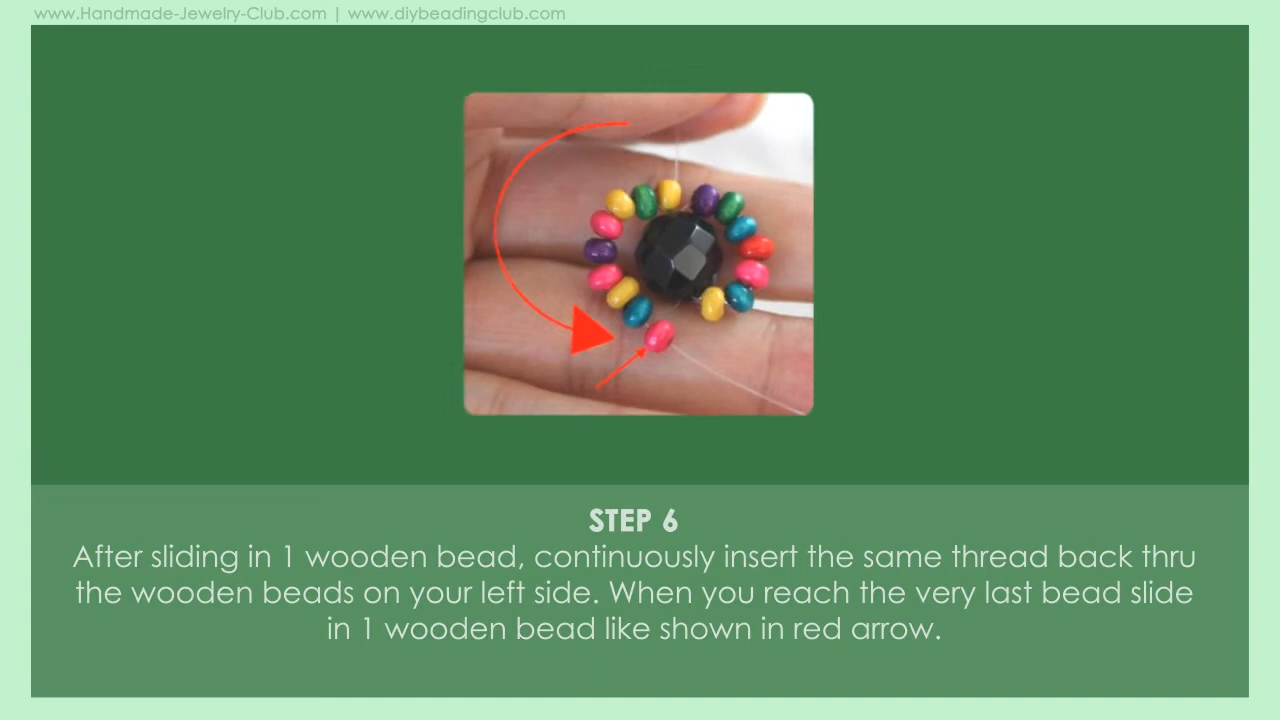 www.Handmade-Jewelry-Club.com | www.diybeadingclub.com
STEP 6
After sliding in 1 wooden bead, continuously insert the same thread back thru
the wooden beads on your left side. When you reach the very last bead slide
in 1 wooden bead like shown in red arrow.